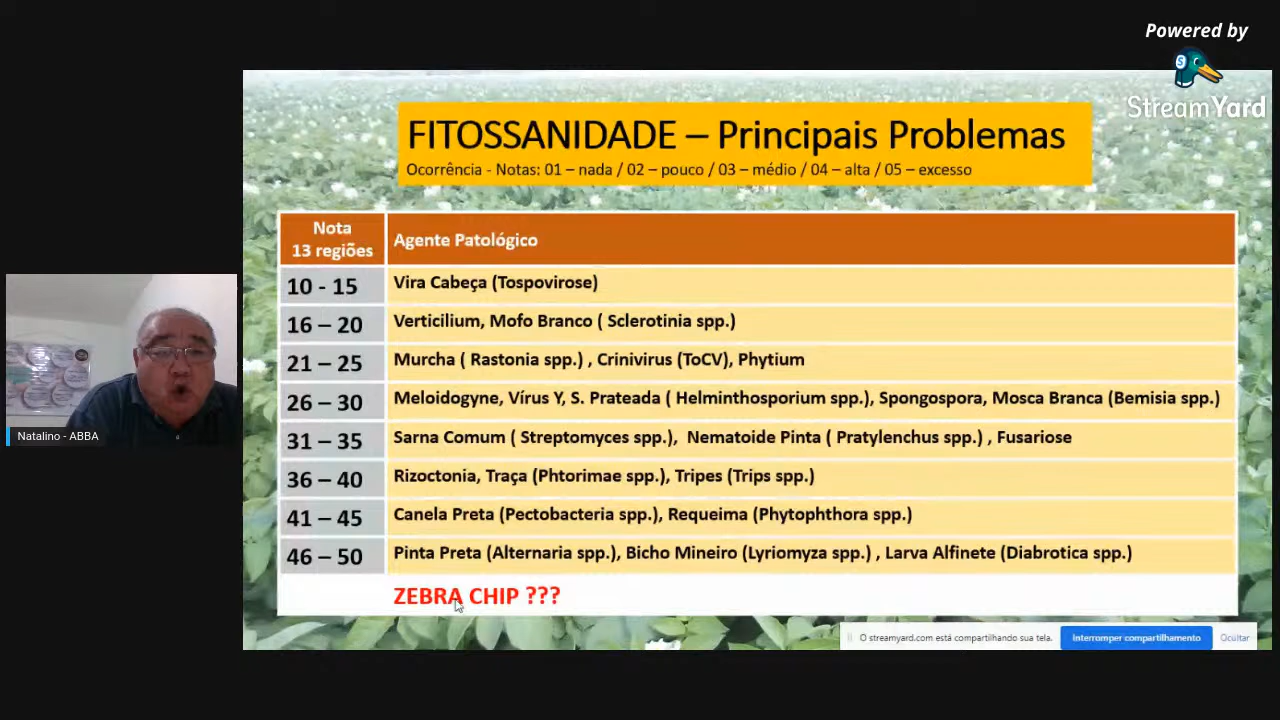 Powered by
StreamYard
FITOSSANIDADE – Principais Problemas
Ocorrência - Notas: 01 – nada / 02 – pouco / 03 – médio / 04 – alta / 05 – excesso
Nota
13 regiões
Agente Patológico
10 - 15
Vira Cabeça (Tospovirose)
16 – 20
Verticilium, Mofo Branco ( Sclerotinia spp.)
21 – 25
Murcha ( Rastonia spp.) , Crinivirus (ToCV), Phytium
26 – 30
Meloidogyne, Vírus Y, S. Prateada ( Helminthosporium spp.), Spongospora, Mosca Branca (Bemisia spp.)
31 – 35
Sarna Comum ( Streptomyces spp.), Nematoide Pinta ( Pratylenchus spp.) , Fusariose
36 – 40
Rizoctonia, Traça (Phtorimae spp.), Tripes (Trips spp.)
41 – 45
Canela Preta (Pectobacteria spp.), Requeima (Phytophthora spp.)
46 – 50
Pinta Preta (Alternaria spp.), Bicho Mineiro (Lyriomyza spp.) , Larva Alfinete (Diabrotica spp.)
ZEBRA CHIP ???
Natalino - ABBA
O streamyard.com está compartilhando sua tela.
Interromper compartilhamento
Ocultar